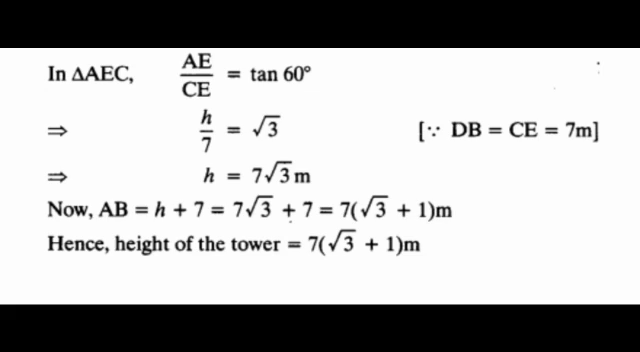 In ΔAEC, AE/CE = tan 60°
⇒ h/7 = √3 [∵ DB = CE = 7m]
⇒ h = 7√3 m
Now, AB = h + 7 = 7√3 + 7 = 7(√3 + 1)m
Hence, height of the tower = 7(√3 + 1)m